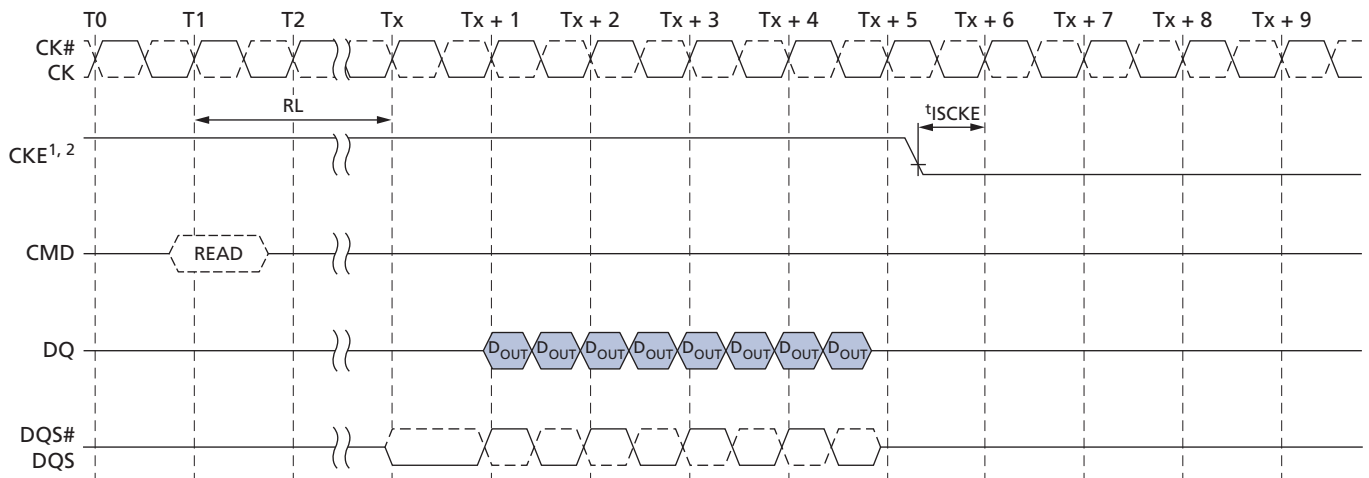 T0 T1 T2 Tx Tx + 1 Tx + 2 Tx + 3 Tx + 4 Tx + 5 Tx + 6 Tx + 7 Tx + 8 Tx + 9
CK#
CK
RL
tISCKE
CKE1, 2
CMD READ
DQ DOUT DOUT DOUT DOUT DOUT DOUT DOUT DOUT
DQS#
DQS